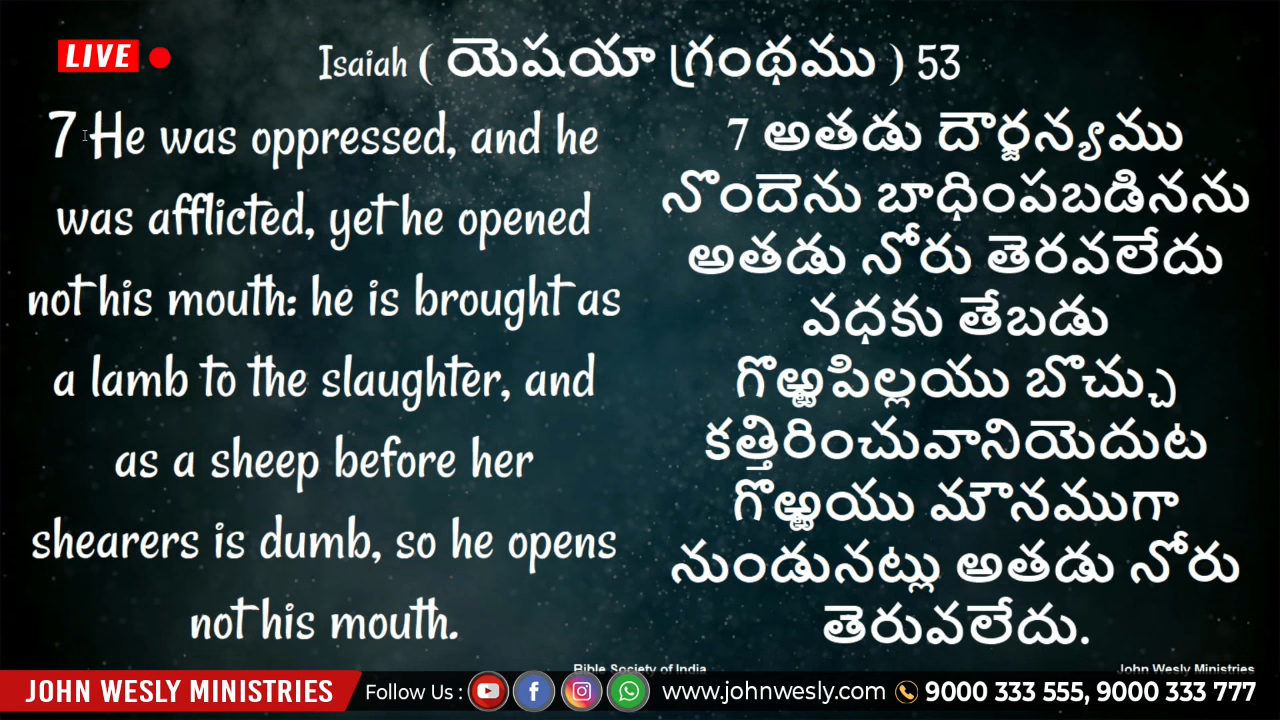 LIVE
Isaiah ( యెషయా గ్రంథము ) 53
7 He was oppressed, and he
was afflicted, yet he opened
not his mouth: he is brought as
a lamb to the slaughter, and
as a sheep before her
shearers is dumb, so he opens
not his mouth.
7 అతడు దౌర్జన్యము
నొందెను బాధింపబడినను
అతడు నోరు తెరవలేదు
వధకు తేబడు
గొఱ్ఱపిల్లయు బొచ్చు
కత్తిరించువానియెదుట
గొఱ్ఱయు మౌనముగా
నుండునట్లు అతడు నోరు
తెరువలేదు.
Bible Society of India
John Wesly Ministries
JOHN WESLY MINISTRIES
Follow Us :
www.johnwesly.com
9000 333 555, 9000 333 777